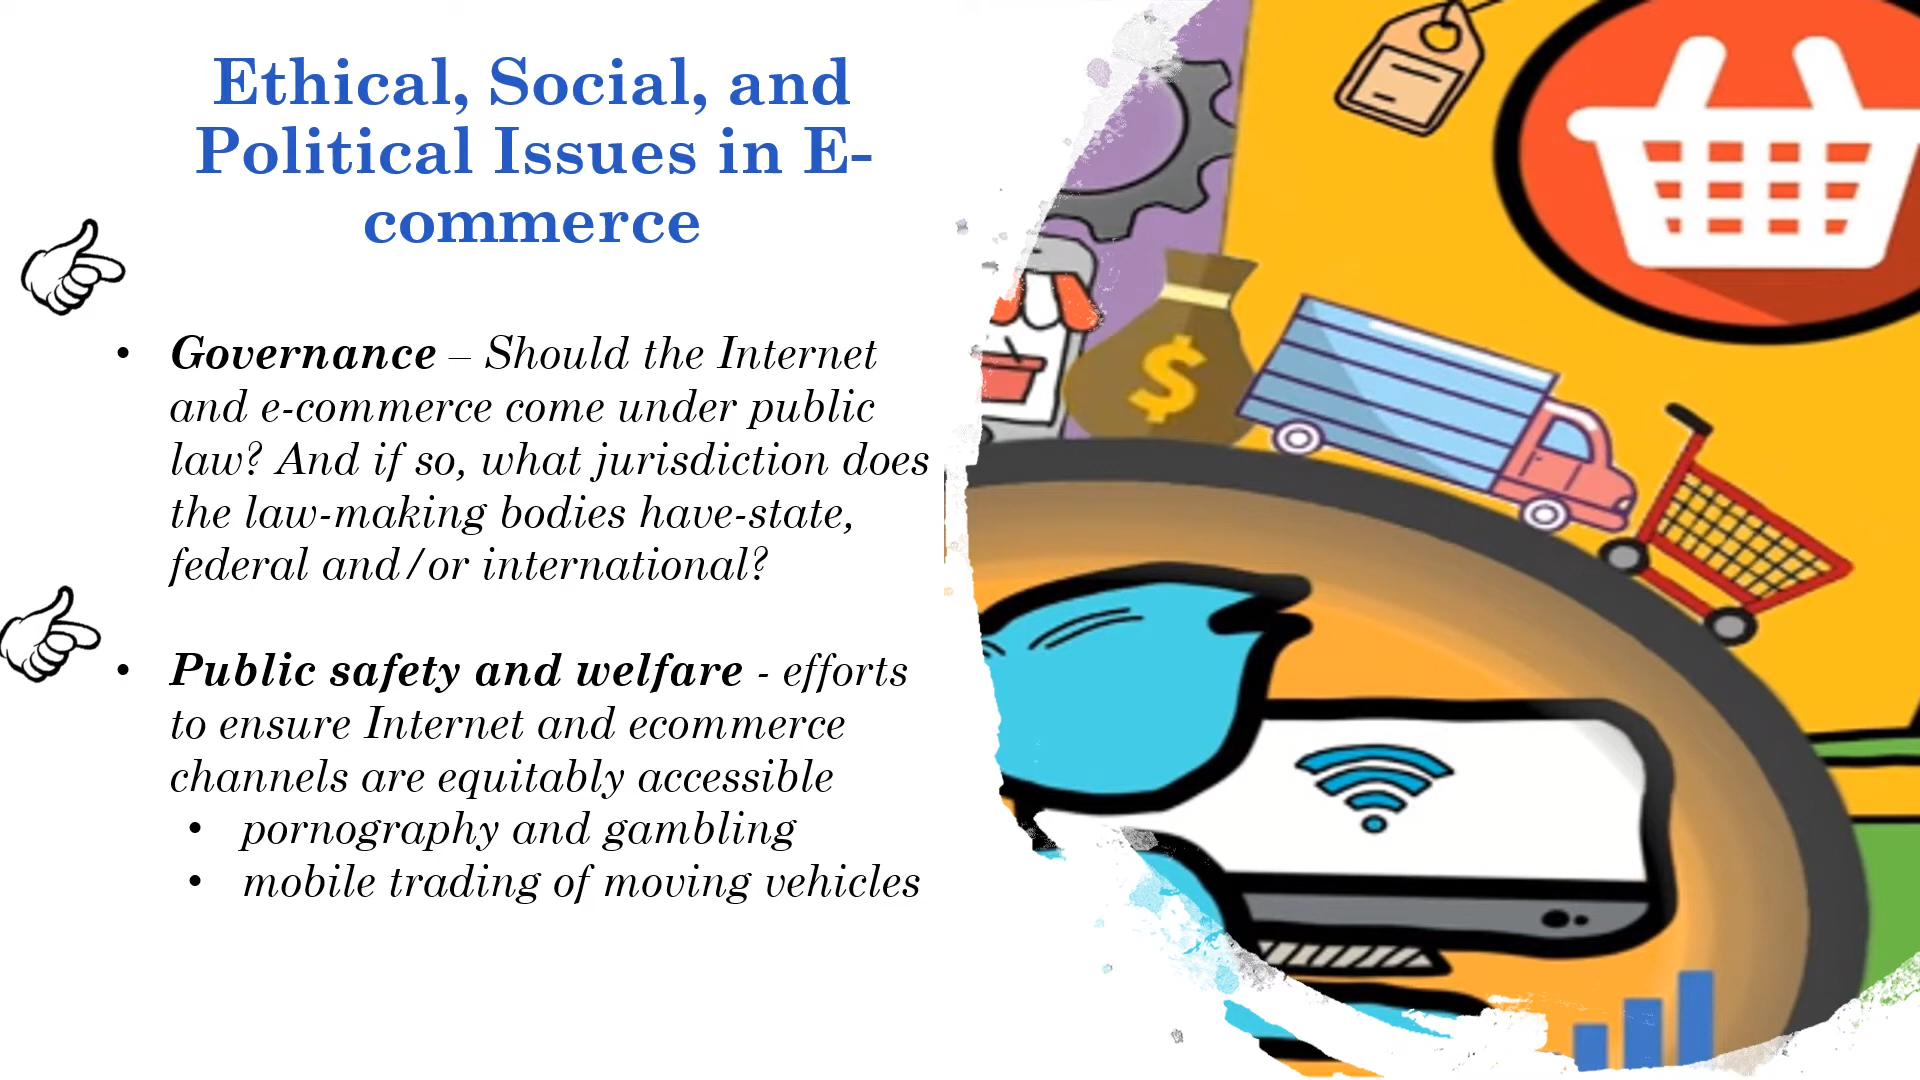 Ethical, Social, and
Political Issues in E-
commerce
• Governance – Should the Internet
and e-commerce come under public
law? And if so, what jurisdiction does
the law-making bodies have-state,
federal and/or international?
• Public safety and welfare - efforts
to ensure Internet and ecommerce
channels are equitably accessible
• pornography and gambling
• mobile trading of moving vehicles
$